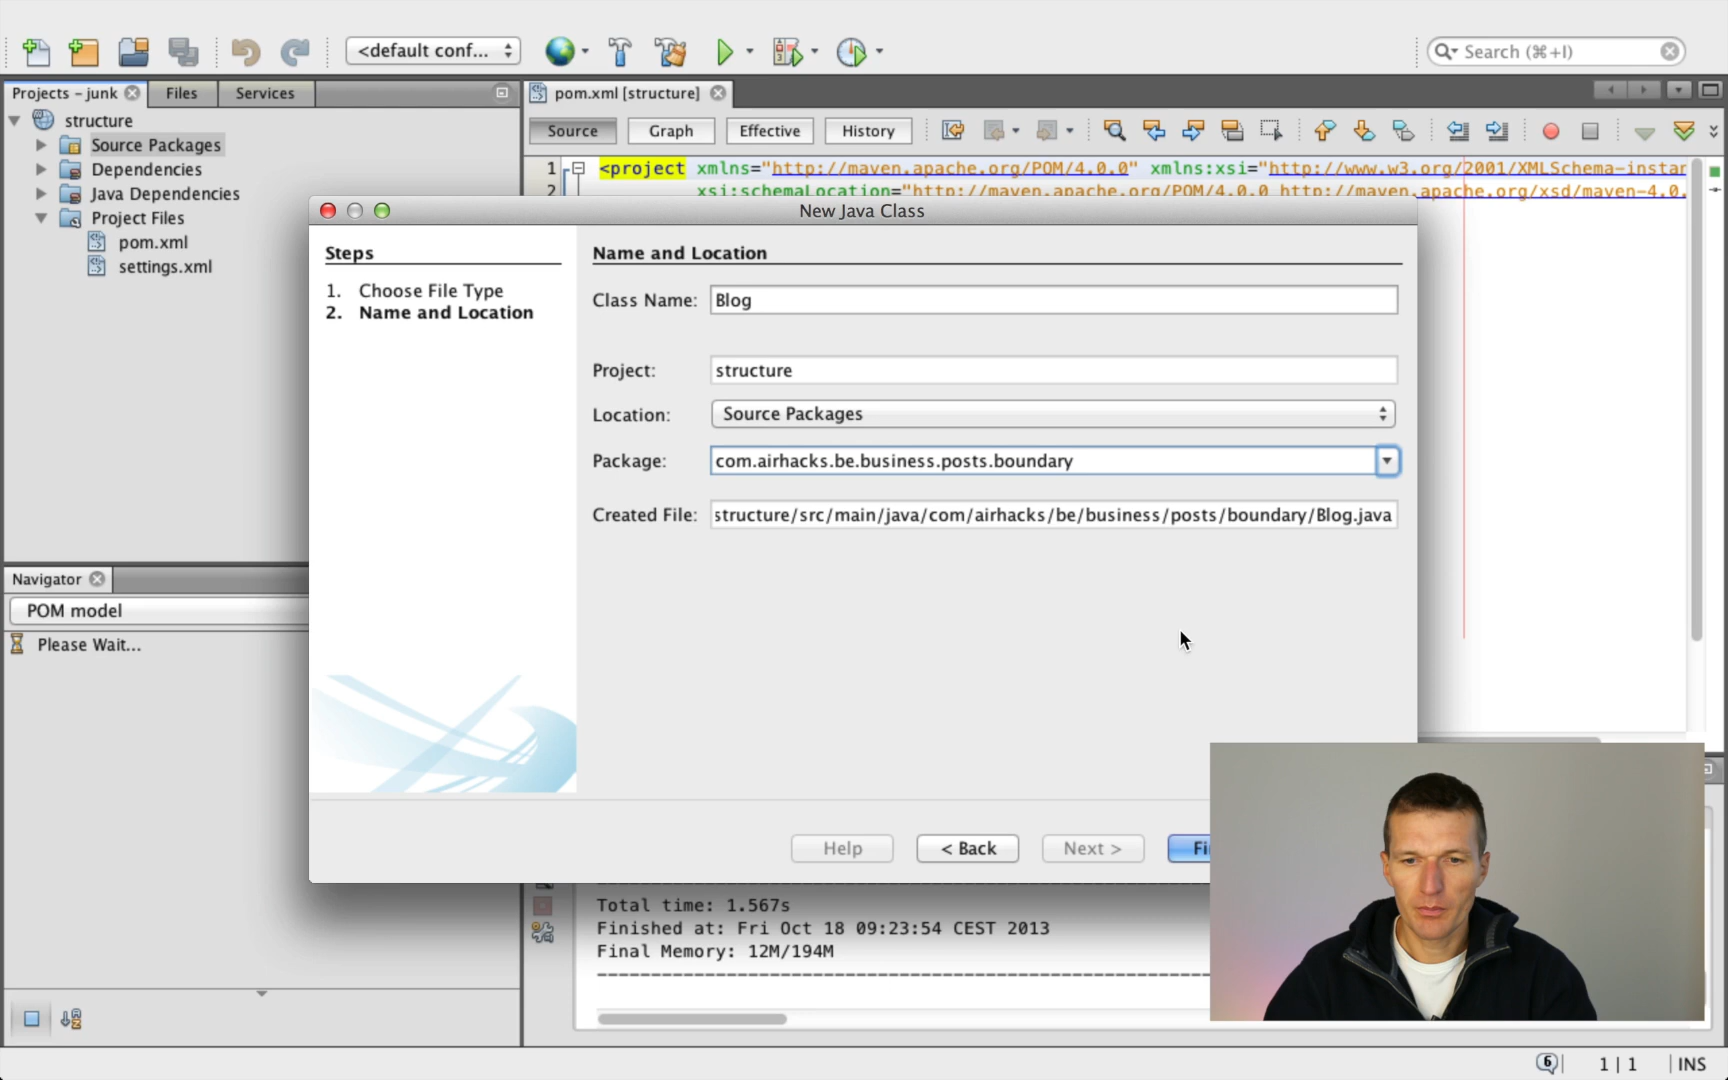 <default conf...
Search (⌘+I)
Projects – junk
Files
Services
pom.xml [structure]
structure
Source Packages
Dependencies
Java Dependencies
Project Files
pom.xml
settings.xml
Source
Graph
Effective
History
1
<project xmlns="http://maven.apache.org/POM/4.0.0" xmlns:xsi="http://www.w3.org/2001/XMLSchema-instar
2
xsi:schemaLocation="http://maven.apache.org/POM/4.0.0 http://maven.apache.org/xsd/maven-4.0.
New Java Class
Steps
1. Choose File Type
2. Name and Location
Name and Location
Class Name: Blog
Project: structure
Location: Source Packages
Package: com.airhacks.be.business.posts.boundary
Created File: structure/src/main/java/com/airhacks/be/business/posts/boundary/Blog.java
Navigator
POM model
Please Wait...
Help
< Back
Next >
Total time: 1.567s
Finished at: Fri Oct 18 09:23:54 CEST 2013
Final Memory: 12M/194M
------------------------------------------------------------------------
6
1 | 1
INS